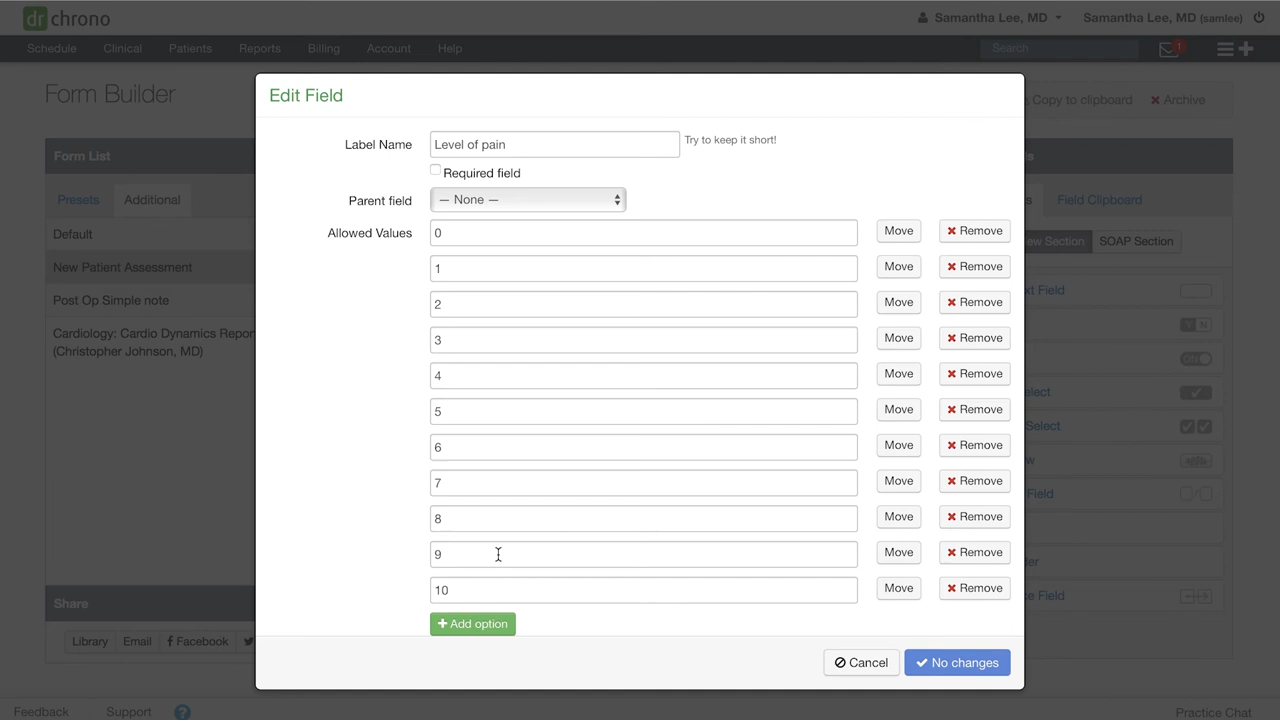 dr chrono
Samantha Lee, MD
Samantha Lee, MD (samlee)
Schedule Clinical Patients Reports Billing Account Help
Search
1
Form Builder
Copy to clipboard
Archive
Edit Field
Form List
Presets
Additional
Default
New Patient Assessment
Post Op Simple note
Cardiology: Cardio Dynamics Repor
(Christopher Johnson, MD)
Share
Library Email Facebook
Label Name
Level of pain
Try to keep it short!
Required field
Parent field
— None —
Allowed Values
0 Move Remove
1 Move Remove
2 Move Remove
3 Move Remove
4 Move Remove
5 Move Remove
6 Move Remove
7 Move Remove
8 Move Remove
9 Move Remove
10 Move Remove
+ Add option
Cancel
No changes
Field Clipboard
Section
SOAP Section
Field
Y N
ON
Select
Field
Field
Feedback Support ?
Practice Chat